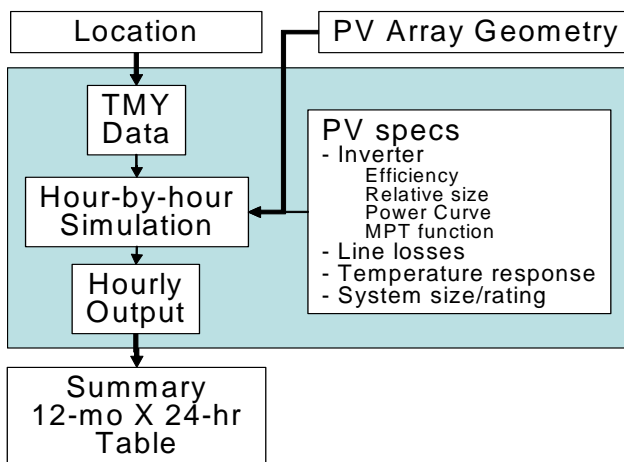 Location
PV Array Geometry
TMY
Data
PV specs
- Inverter
Efficiency
Relative size
Power Curve
MPT function
- Line losses
- Temperature response
- System size/rating
Hour-by-hour
Simulation
Hourly
Output
Summary
12-mo X 24-hr
Table